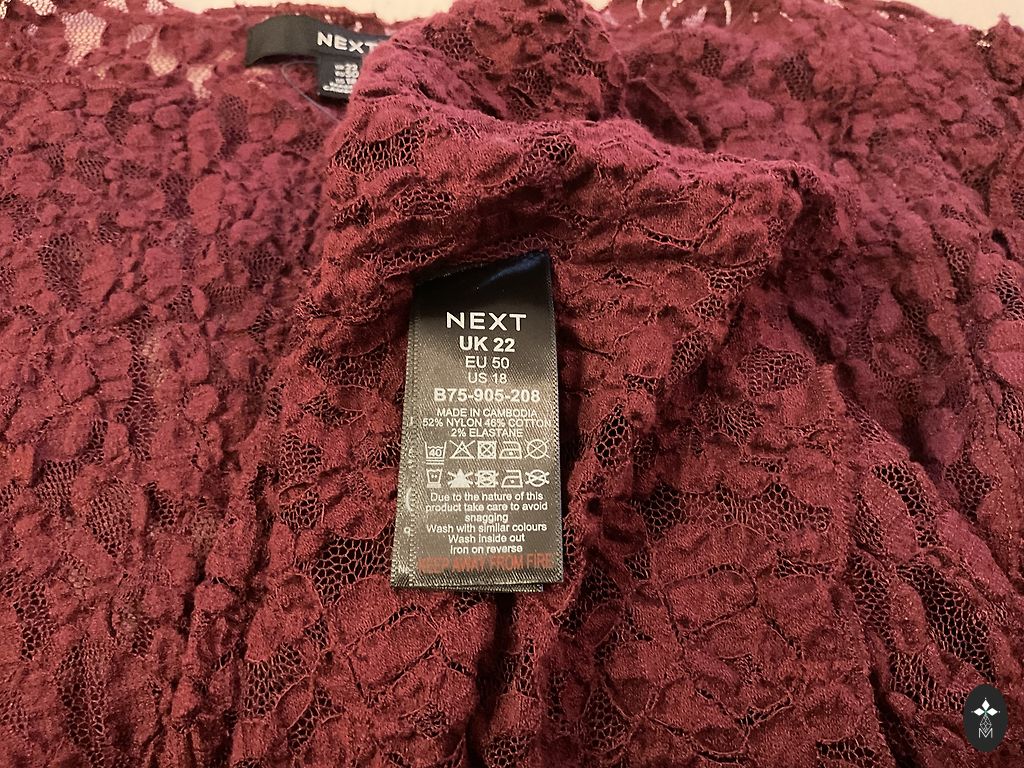 NEXT
NEXT
UK 22
EU 50
US 18
B75-905-208
MADE IN CAMBODIA
52% NYLON 46% COTTON
2% ELASTANE
40
Due to the nature of this
product take care to avoid
snagging
Wash with similar colours
Wash inside out
Iron on reverse
KEEP AWAY FROM FIRE
M